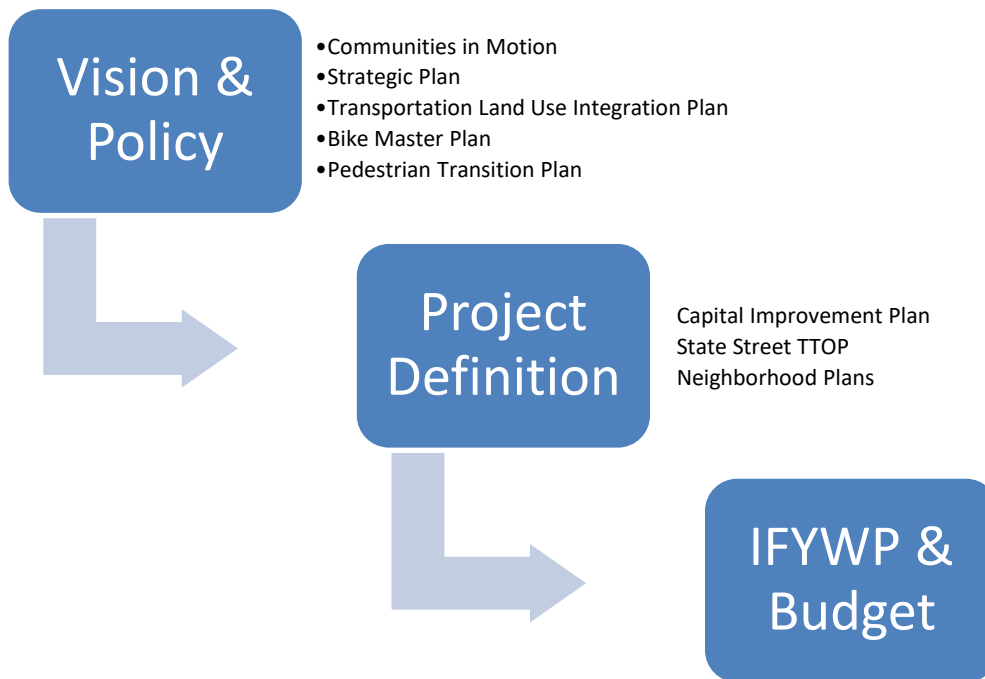 Vision &
Policy
•Communities in Motion
•Strategic Plan
•Transportation Land Use Integration Plan
•Bike Master Plan
•Pedestrian Transition Plan
Project
Definition
Capital Improvement Plan
State Street TTOP
Neighborhood Plans
IFYWP &
Budget